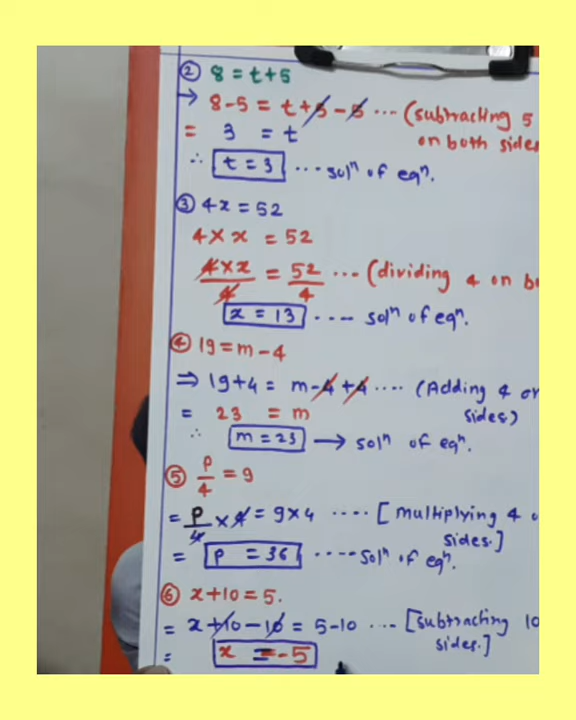 ② 8 = t+5
→ 8-5 = t+5-5 ... (subtracting 5
on both sides
= 3 = t
∴ t = 3 ... solⁿ of eqⁿ.
③ 4x = 52
4 × x = 52
4×x/4 = 52/4 ... (dividing 4 on bo
x = 13 .... solⁿ of eqⁿ.
④ 19 = m-4
⇒ 19+4 = m-4+4 .... (Adding 4 on
sides)
= 23 = m
∴ m = 23 → solⁿ of eqⁿ.
⑤ p/4 = 9
= p/4 × 4 = 9×4 .... [multiplying 4 o
sides.]
= p = 36 .... solⁿ of eqⁿ.
⑥ x+10 = 5.
= x+10-10 = 5-10 ... [subtracting 10
sides.]
= x = -5